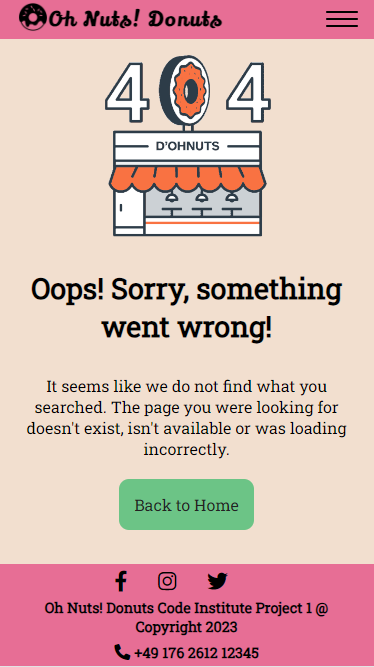 Oh Nuts! Donuts
4 4
D'OHNUTS
Oops! Sorry, something
went wrong!
It seems like we do not find what you
searched. The page you were looking for
doesn't exist, isn't available or was loading
incorrectly.
Back to Home
Oh Nuts! Donuts Code Institute Project 1 @
Copyright 2023
+49 176 2612 12345